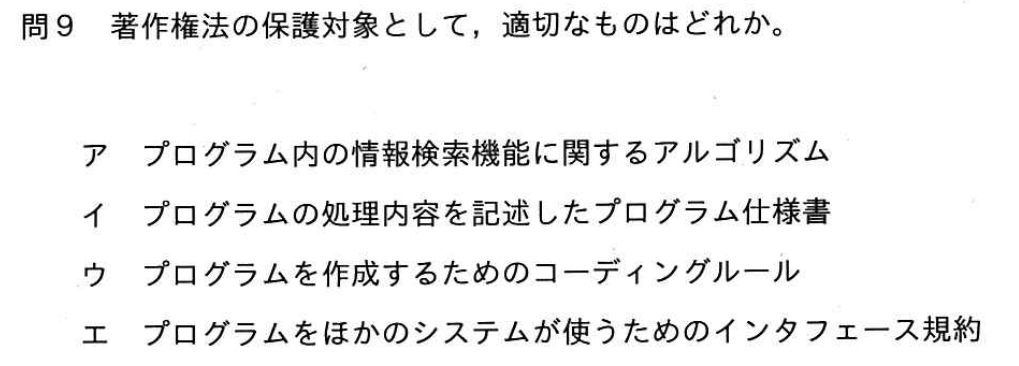 問９　著作権法の保護対象として，適切なものはどれか。
ア　プログラム内の情報検索機能に関するアルゴリズム
イ　プログラムの処理内容を記述したプログラム仕様書
ウ　プログラムを作成するためのコーディングルール
エ　プログラムをほかのシステムが使うためのインタフェース規約